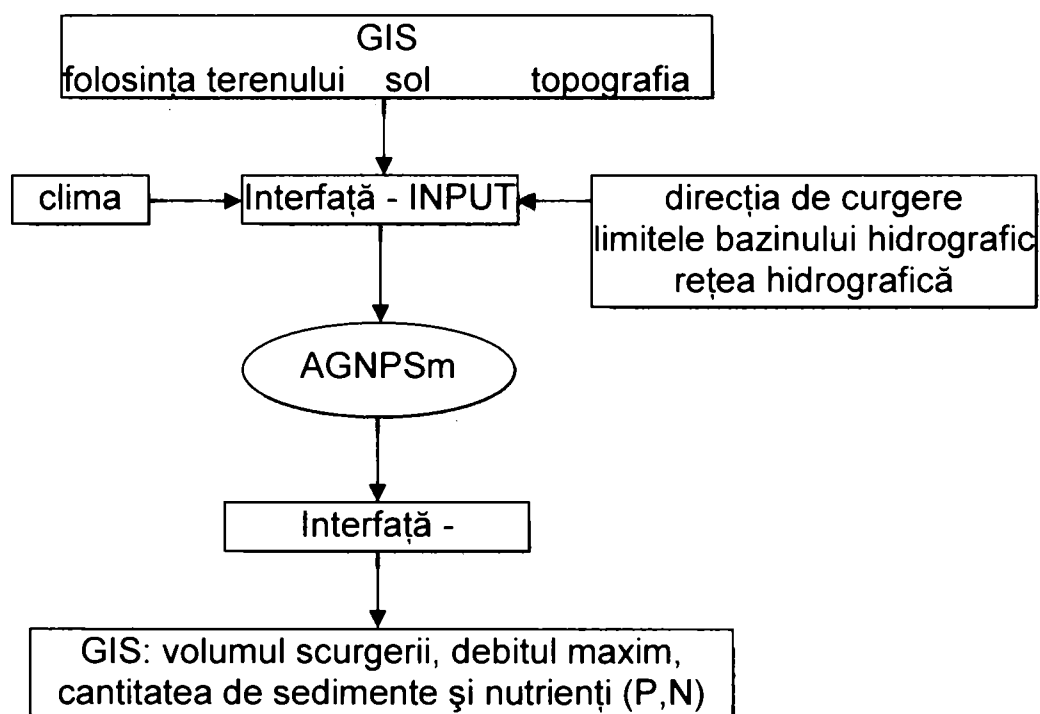 GIS
folosința terenului sol topografia
clima
Interfață - INPUT
direcția de curgere
limitele bazinului hidrografic
rețea hidrografică
AGNPSm
Interfață -
GIS: volumul scurgerii, debitul maxim,
cantitatea de sedimente şi nutrienți (P,N)